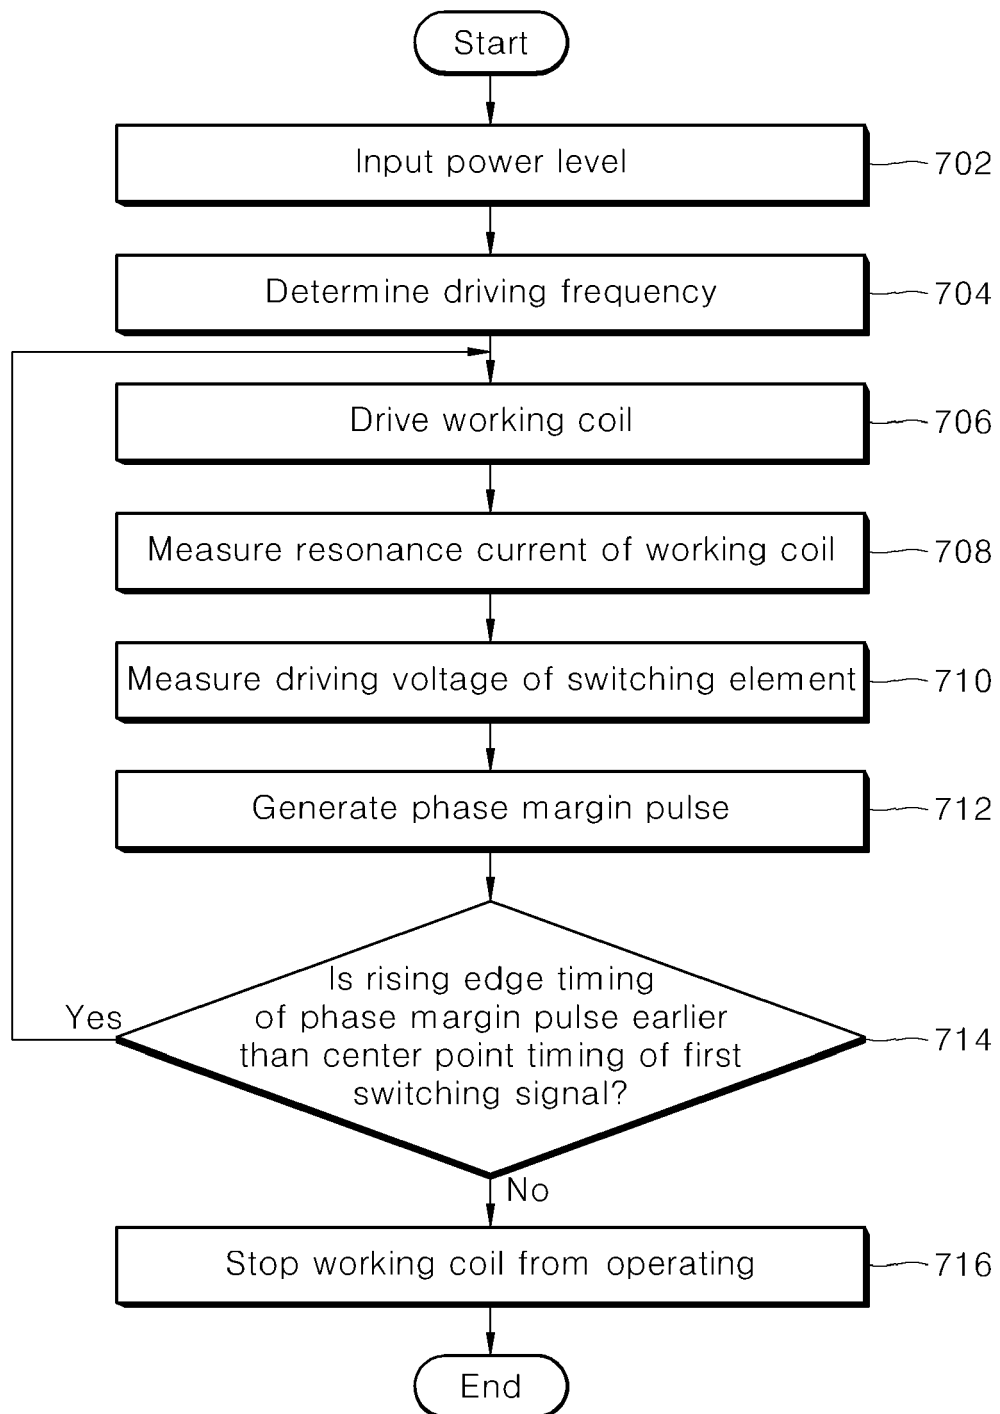 Start
Input power level
702
Determine driving frequency
704
Drive working coil
706
Measure resonance current of working coil
708
Measure driving voltage of switching element
710
Generate phase margin pulse
712
Is rising edge timing
of phase margin pulse earlier
than center point timing of first
switching signal?
Yes
714
No
Stop working coil from operating
716
End